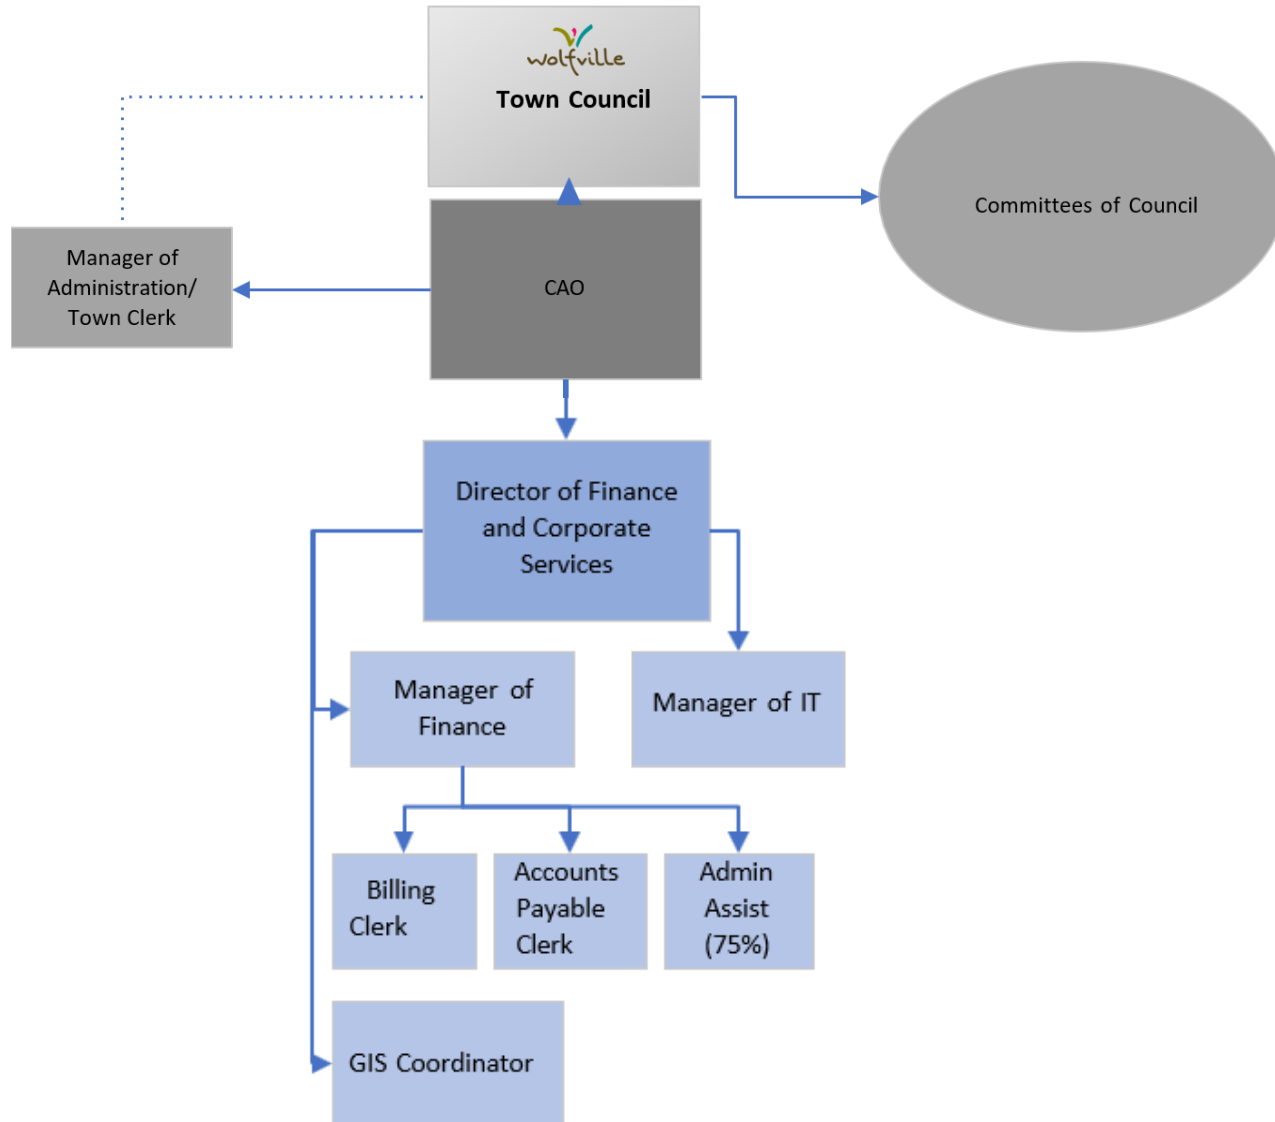 wolfville
Town Council
Committees of Council
Manager of
Administration/
Town Clerk
CAO
Director of Finance
and Corporate
Services
Manager of
Finance
Manager of IT
Billing
Clerk
Accounts
Payable
Clerk
Admin
Assist
(75%)
GIS Coordinator